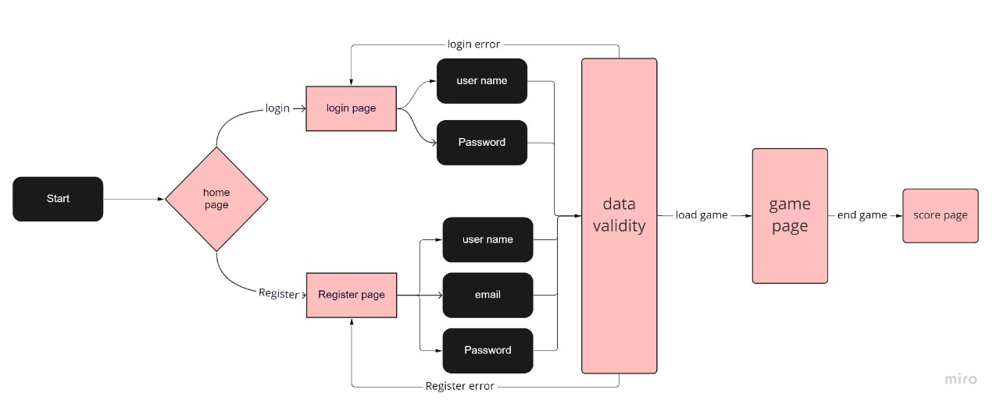 login error
user name
login
login page
Password
Start
home
page
data
validity
load game
game
page
end game
score page
user name
Register
Register page
email
Password
Register error
miro